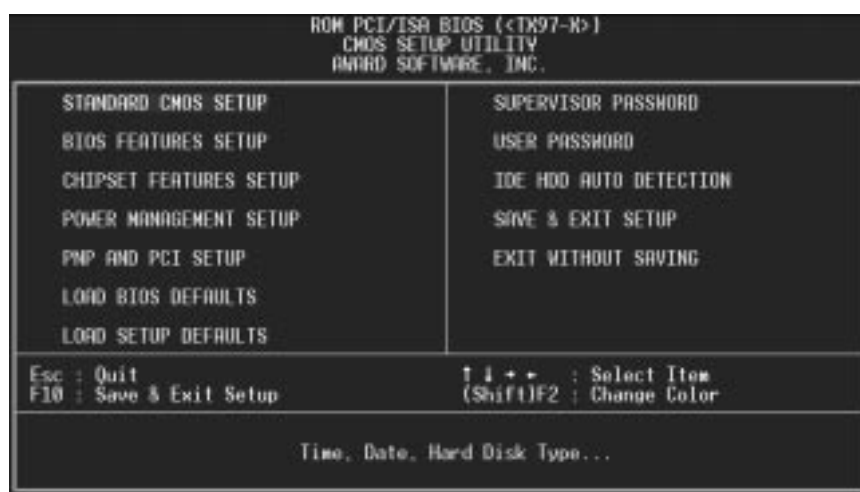 ROM PCI/ISA BIOS (<TX97-X>)
CMOS SETUP UTILITY
AWARD SOFTWARE, INC.
STANDARD CMOS SETUP
BIOS FEATURES SETUP
CHIPSET FEATURES SETUP
POWER MANAGEMENT SETUP
PNP AND PCI SETUP
LOAD BIOS DEFAULTS
LOAD SETUP DEFAULTS
SUPERVISOR PASSWORD
USER PASSWORD
IDE HDD AUTO DETECTION
SAVE & EXIT SETUP
EXIT WITHOUT SAVING
Esc : Quit
F10 : Save & Exit Setup
↑ ↓ → ← : Select Item
(Shift)F2 : Change Color
Time, Date, Hard Disk Type...